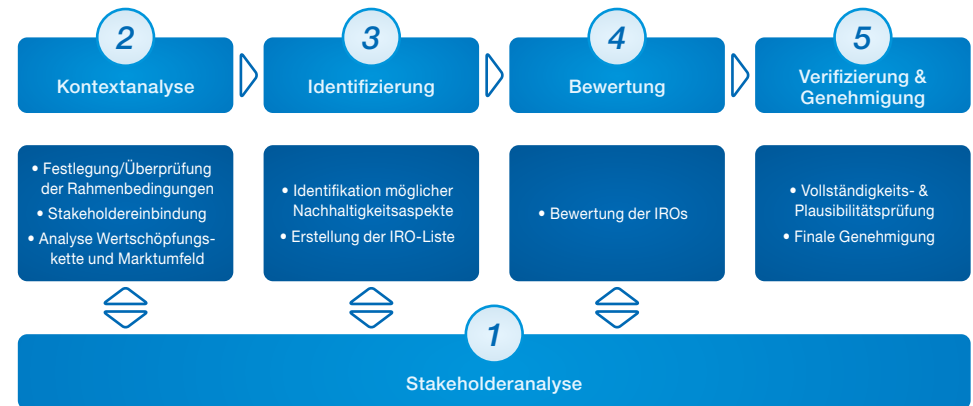 2
Kontextanalyse
3
Identifizierung
4
Bewertung
5
Verifizierung &
Genehmigung
• Festlegung/Überprüfung
der Rahmenbedingungen
• Stakeholdereinbindung
• Analyse Wertschöpfungs-
kette und Marktumfeld
• Identifikation möglicher
Nachhaltigkeitsaspekte
• Erstellung der IRO-Liste
• Bewertung der IROs
• Vollständigkeits- &
Plausibilitätsprüfung
• Finale Genehmigung
1
Stakeholderanalyse